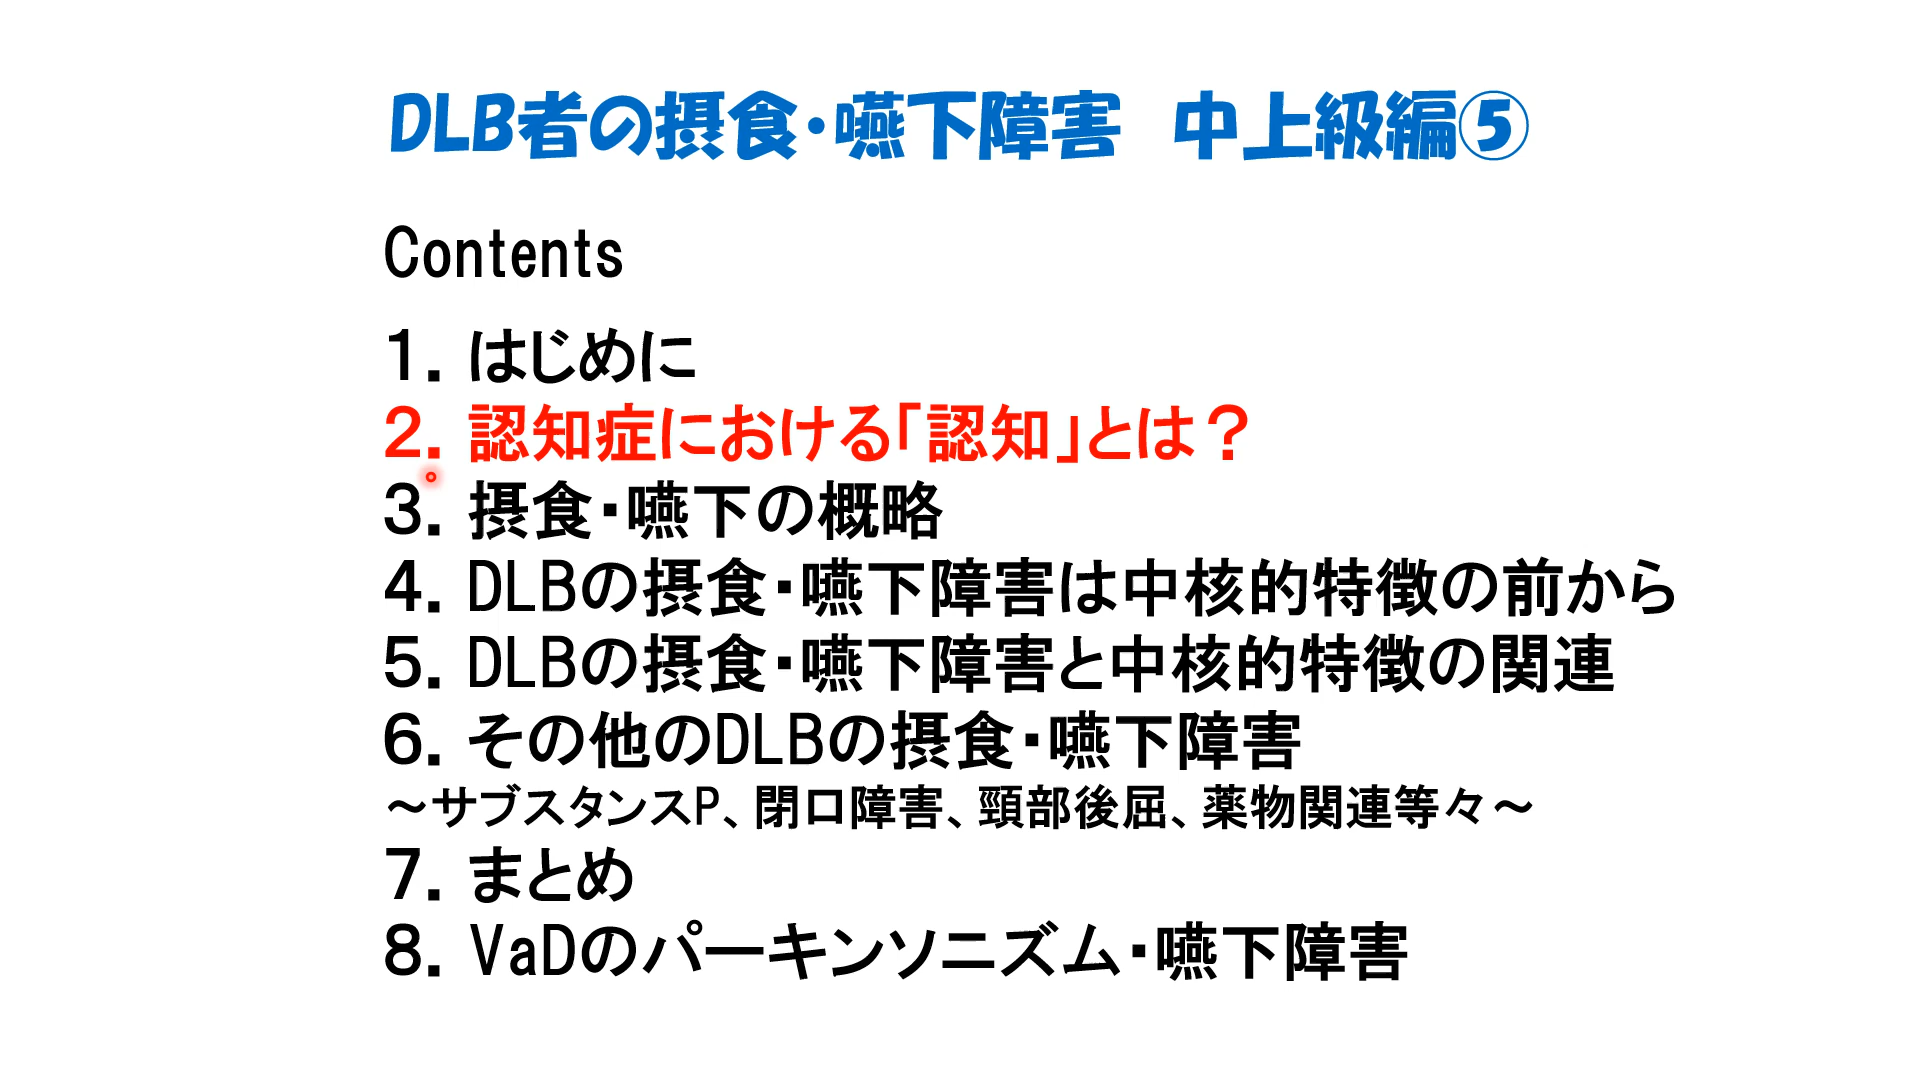 DLB者の摂食・嚥下障害　中上級編⑤
Contents
１．はじめに
２．認知症における「認知」とは？
３．摂食・嚥下の概略
４．DLBの摂食・嚥下障害は中核的特徴の前から
５．DLBの摂食・嚥下障害と中核的特徴の関連
６．その他のDLBの摂食・嚥下障害
～サブスタンスP、閉口障害、頸部後屈、薬物関連等々～
７．まとめ
８．VaDのパーキンソニズム・嚥下障害